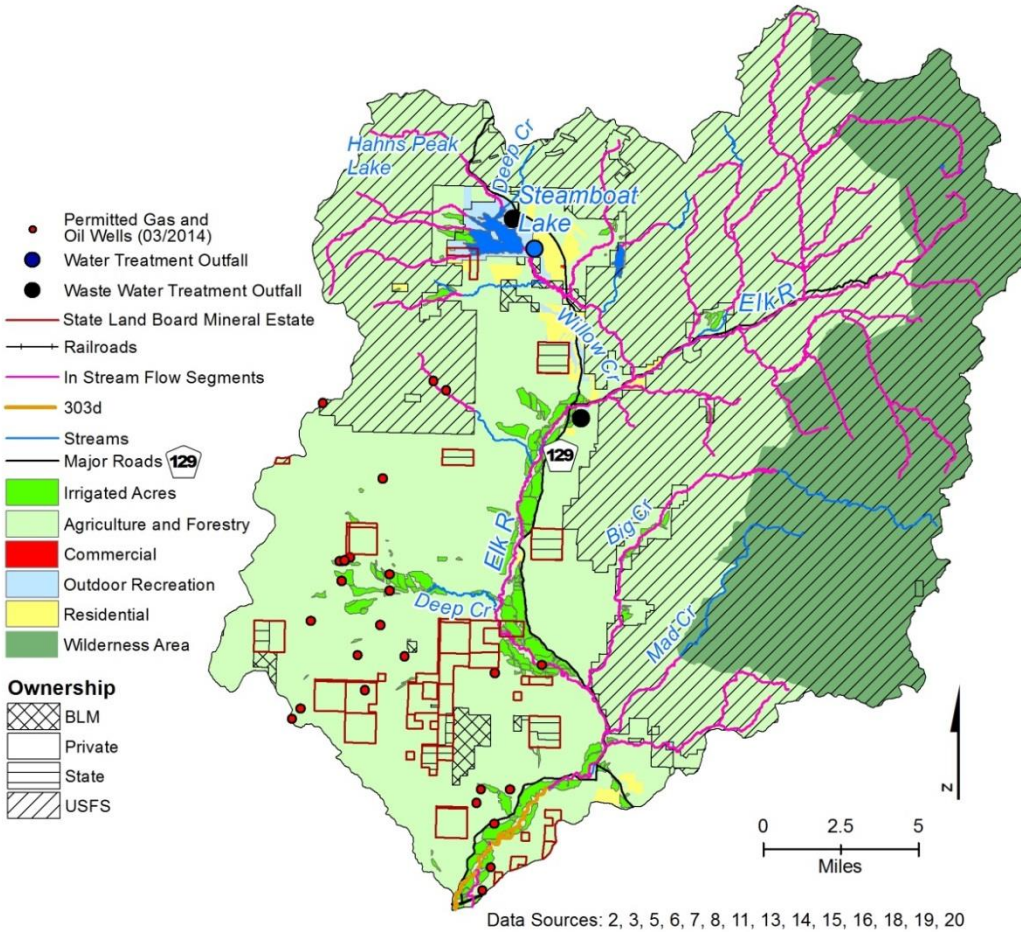 Permitted Gas and
Oil Wells (03/2014)
Water Treatment Outfall
Waste Water Treatment Outfall
State Land Board Mineral Estate
Railroads
In Stream Flow Segments
303d
Streams
Major Roads 129
Irrigated Acres
Agriculture and Forestry
Commercial
Outdoor Recreation
Residential
Wilderness Area
Ownership
BLM
Private
State
USFS
Hahns Peak
Lake
Deep Cr
Steamboat
Lake
Willow Cr
Elk R
129
Elk R
Big Cr
Deep Cr
Mad Cr
N
0 2.5 5
Miles
Data Sources: 2, 3, 5, 6, 7, 8, 11, 13, 14, 15, 16, 18, 19, 20